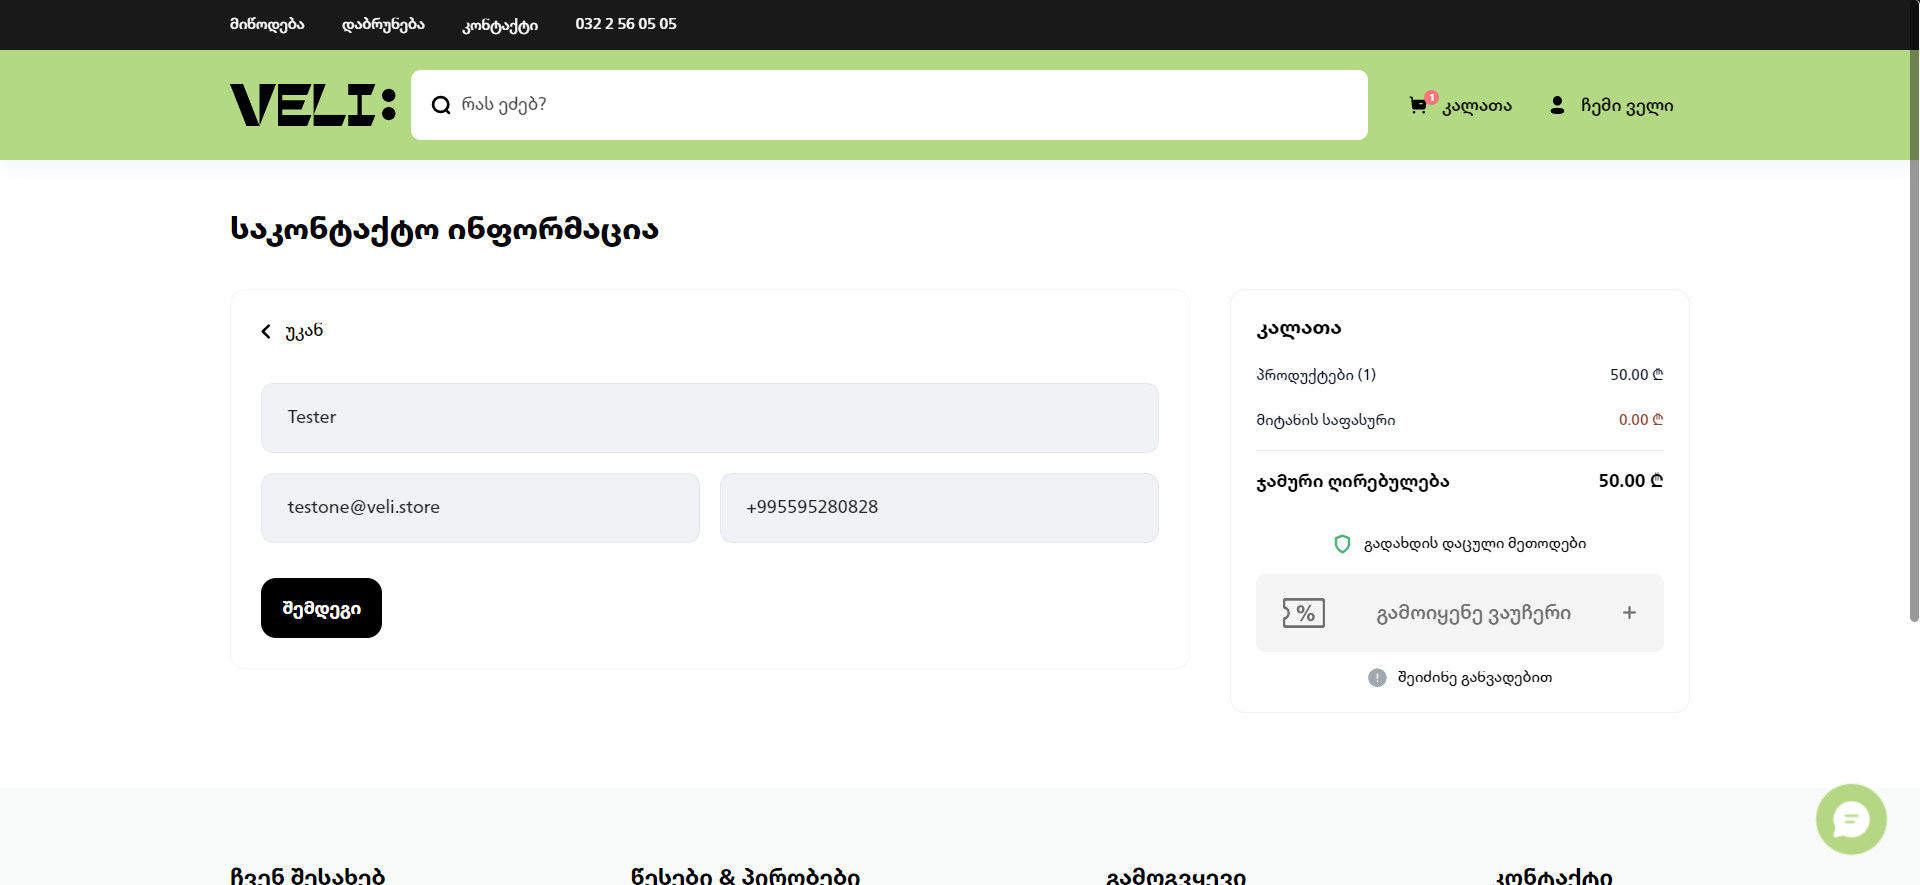 მიწოდება დაბრუნება კონტაქტი 032 2 56 05 05
VELI: რას ეძებ? 1 კალათა ჩემი ველი
საკონტაქტო ინფორმაცია
უკან
Tester
testone@veli.store +995595280828
შემდეგი
კალათა
პროდუქტები (1) 50.00 ₾
მიტანის საფასური 0.00 ₾
ჯამური ღირებულება 50.00 ₾
გადახდის დაცული მეთოდები
% გამოიყენე ვაუჩერი +
შეიძინე განვადებით
ჩვენ შესახებ წესები & პირობები გამოგვყევი კონტაქტი